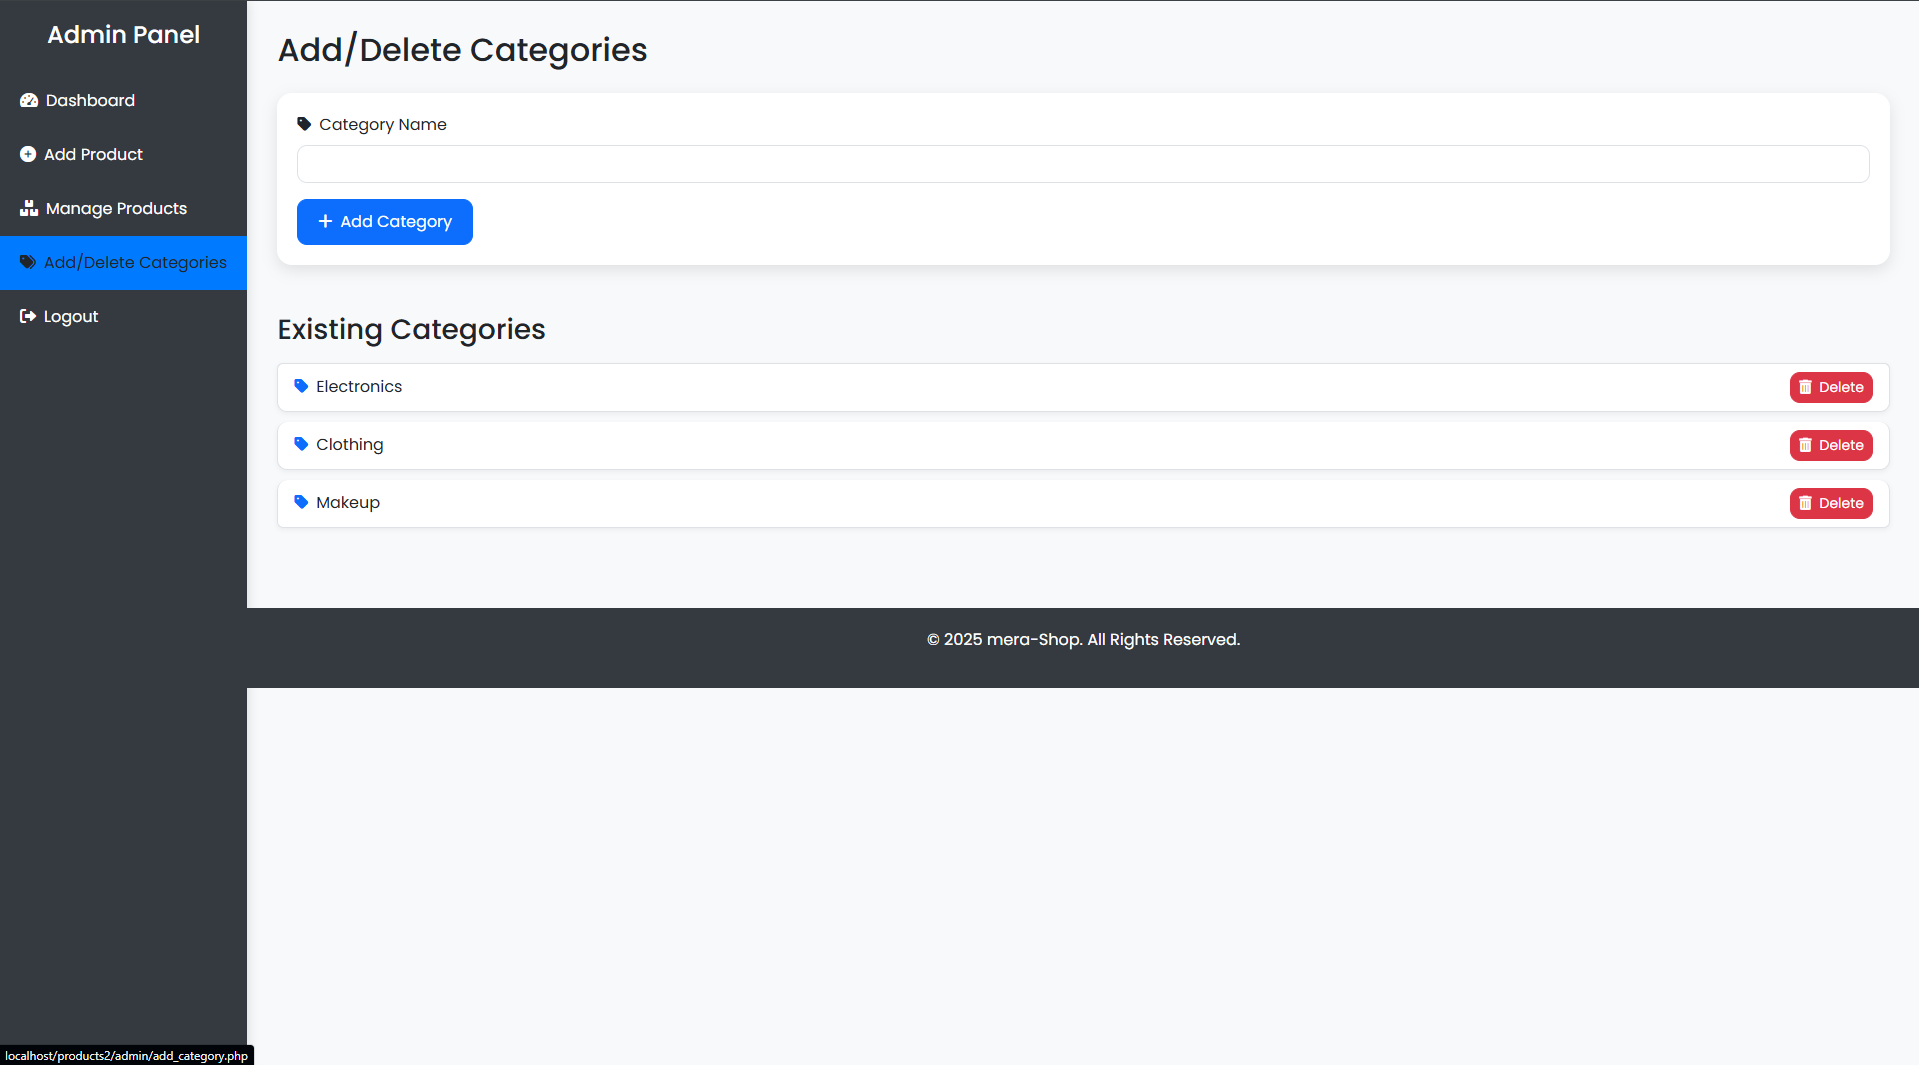 Admin Panel
Dashboard
Add Product
Manage Products
Add/Delete Categories
Logout
Add/Delete Categories
Category Name
Add Category
Existing Categories
Electronics
Delete
Clothing
Delete
Makeup
Delete
© 2025 mera-Shop. All Rights Reserved.
localhost/products2/admin/add_category.php